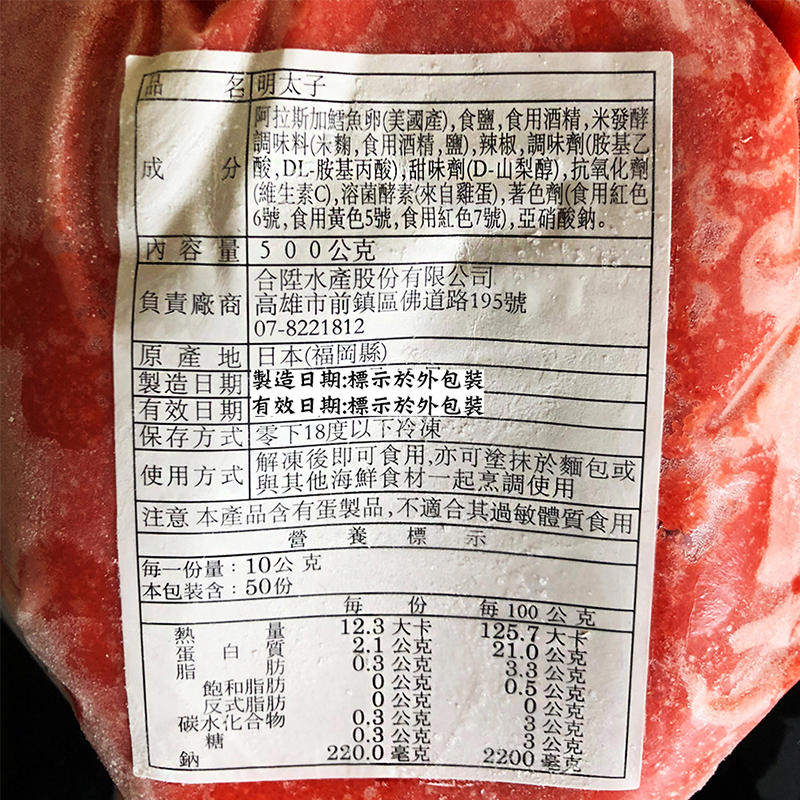 品名 明太子
成分 阿拉斯加鱈魚卵(美國產),食鹽,食用酒精,米發酵
調味料(米麴,食用酒精,鹽),辣椒,調味劑(胺基乙
酸,DL-胺基丙酸),甜味劑(D-山梨醇),抗氧化劑
(維生素C),溶菌酵素(來自雞蛋),著色劑(食用紅色
6號,食用黃色5號,食用紅色7號),亞硝酸鈉。
內容量 500公克
合陞水產股份有限公司
負責廠商 高雄市前鎮區佛道路195號
07-8221812
原產地 日本(福岡縣)
製造日期 製造日期:標示於外包裝
有效日期 有效日期:標示於外包裝
保存方式 零下18度以下冷凍
使用方式 解凍後即可食用,亦可塗抹於麵包或
與其他海鮮食材一起烹調使用
注意 本產品含有蛋製品,不適合其過敏體質食用
營養標示
每一份量:10公克
本包裝含:50份
每份 每100公克
熱量 12.3大卡 125.7大卡
蛋白質 2.1公克 21.0公克
脂肪 0.3公克 3.3公克
飽和脂肪 0公克 0.5公克
反式脂肪 0公克 0公克
碳水化合物 0.3公克 3公克
糖 0.3公克 3公克
鈉 220.0毫克 2200毫克